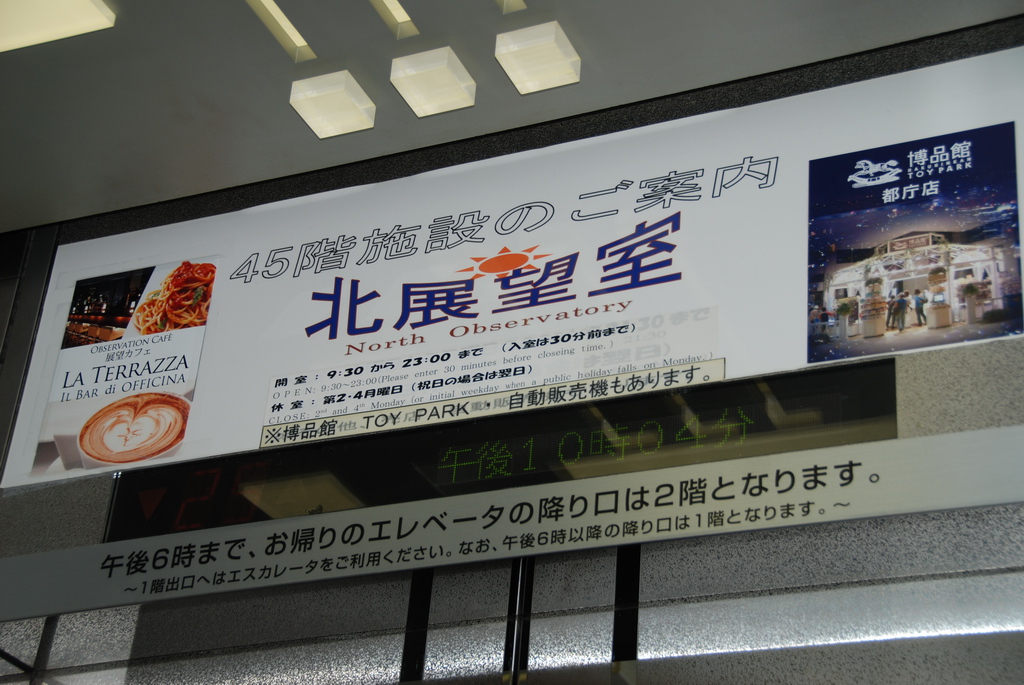 45階施設のご案内
北展望室
North Observatory
開室：9:30 から 23:00 まで （入室は30分前まで）
OPEN: 9:30～23:00(Please enter 30 minutes before closeing time.)
休室：第2・4月曜日（祝日の場合は翌日）
CLOSE: 2nd and 4th Monday (or initial weekday when a public holiday falls on Monday.)
※博品館 TOY PARK ・ 自動販売機もあります。
OBSERVATION CAFE
展望カフェ
LA TERRAZZA
IL BAR di OFFICINA
博品館
HAKUHINKAN
TOY PARK
都庁店
午後10時04分
午後6時まで、お帰りのエレベータの降り口は2階となります。
～1階出口へはエスカレータをご利用ください。なお、午後6時以降の降り口は1階となります。～